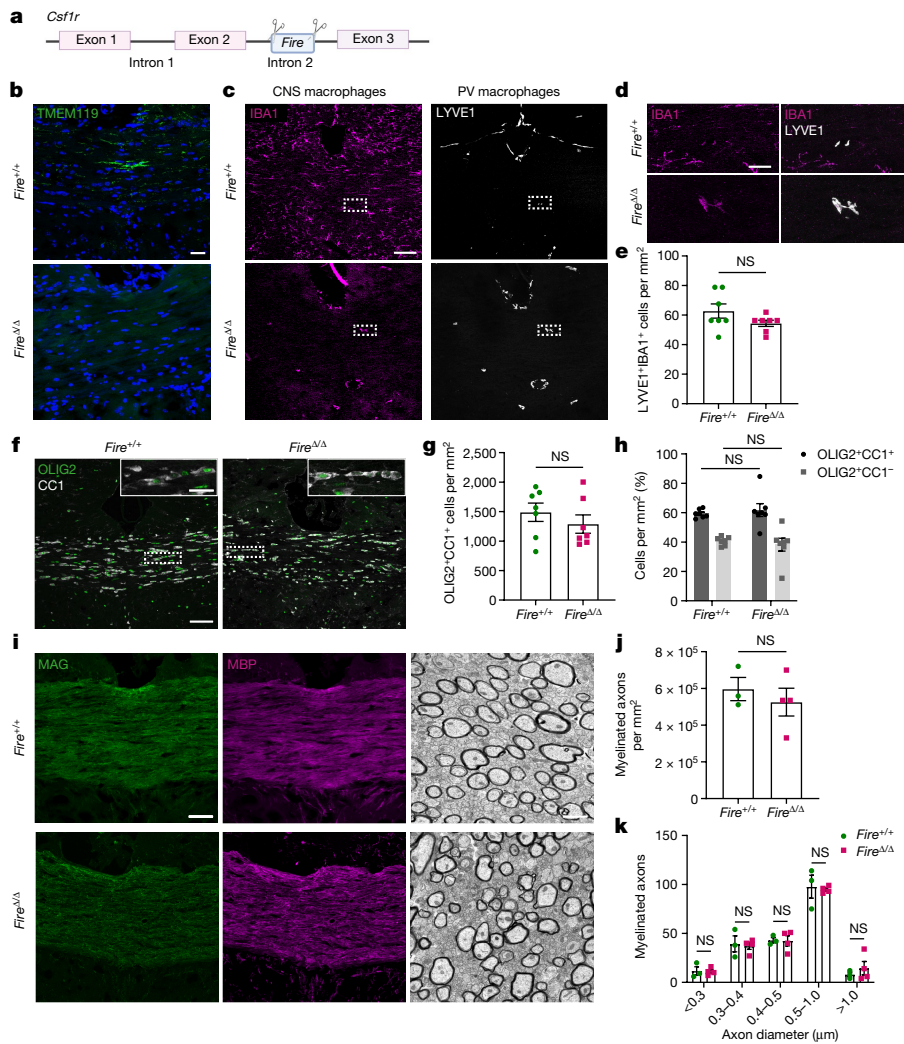 a
Csf1r
Exon 1
Exon 2
Fire
Exon 3
Intron 1
Intron 2
b
TMEM119
Fire+/+
FireΔ/Δ
c
CNS macrophages
PV macrophages
IBA1
LYVE1
Fire+/+
FireΔ/Δ
d
IBA1
IBA1
LYVE1
Fire+/+
FireΔ/Δ
e
LYVE1+IBA1+ cells per mm2
100
80
60
40
20
0
NS
Fire+/+
FireΔ/Δ
f
Fire+/+
FireΔ/Δ
OLIG2
CC1
g
OLIG2+CC1+ cells per mm2
2,500
2,000
1,500
1,000
500
0
NS
Fire+/+
FireΔ/Δ
h
Cells per mm2 (%)
100
80
60
40
20
0
NS
NS
OLIG2+CC1+
OLIG2+CC1−
Fire+/+
FireΔ/Δ
i
MAG
MBP
Fire+/+
FireΔ/Δ
j
Myelinated axons
per mm2
8 × 105
6 × 105
4 × 105
2 × 105
0
NS
Fire+/+
FireΔ/Δ
k
Myelinated axons
150
100
50
0
Fire+/+
FireΔ/Δ
NS
NS
NS
NS
NS
<0.3
0.3–0.4
0.4–0.5
0.5–1.0
>1.0
Axon diameter (μm)